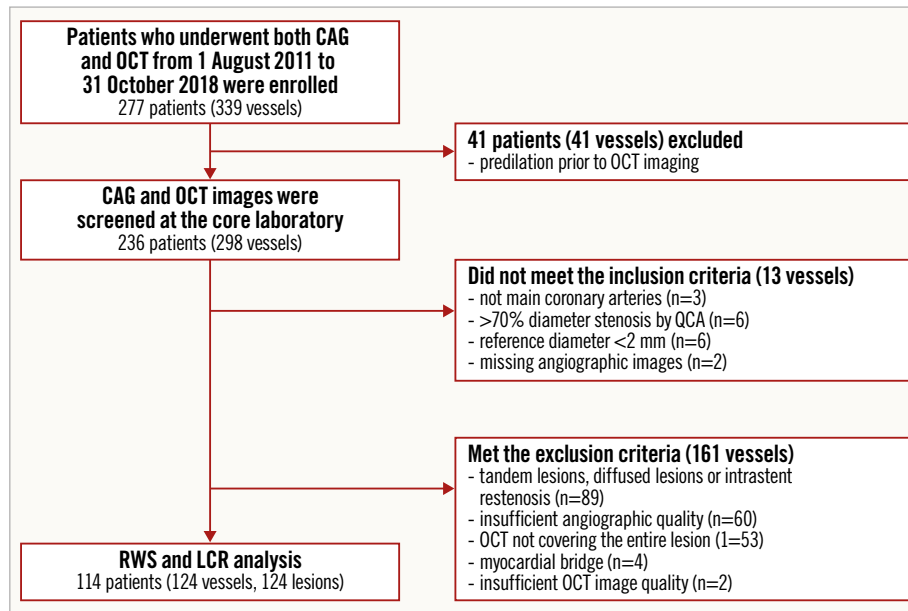 Patients who underwent both CAG
and OCT from 1 August 2011 to
31 October 2018 were enrolled
277 patients (339 vessels)
41 patients (41 vessels) excluded
- predilation prior to OCT imaging
CAG and OCT images were
screened at the core laboratory
236 patients (298 vessels)
Did not meet the inclusion criteria (13 vessels)
- not main coronary arteries (n=3)
- >70% diameter stenosis by QCA (n=6)
- reference diameter <2 mm (n=6)
- missing angiographic images (n=2)
Met the exclusion criteria (161 vessels)
- tandem lesions, diffused lesions or intrastent
restenosis (n=89)
- insufficient angiographic quality (n=60)
- OCT not covering the entire lesion (1=53)
- myocardial bridge (n=4)
- insufficient OCT image quality (n=2)
RWS and LCR analysis
114 patients (124 vessels, 124 lesions)